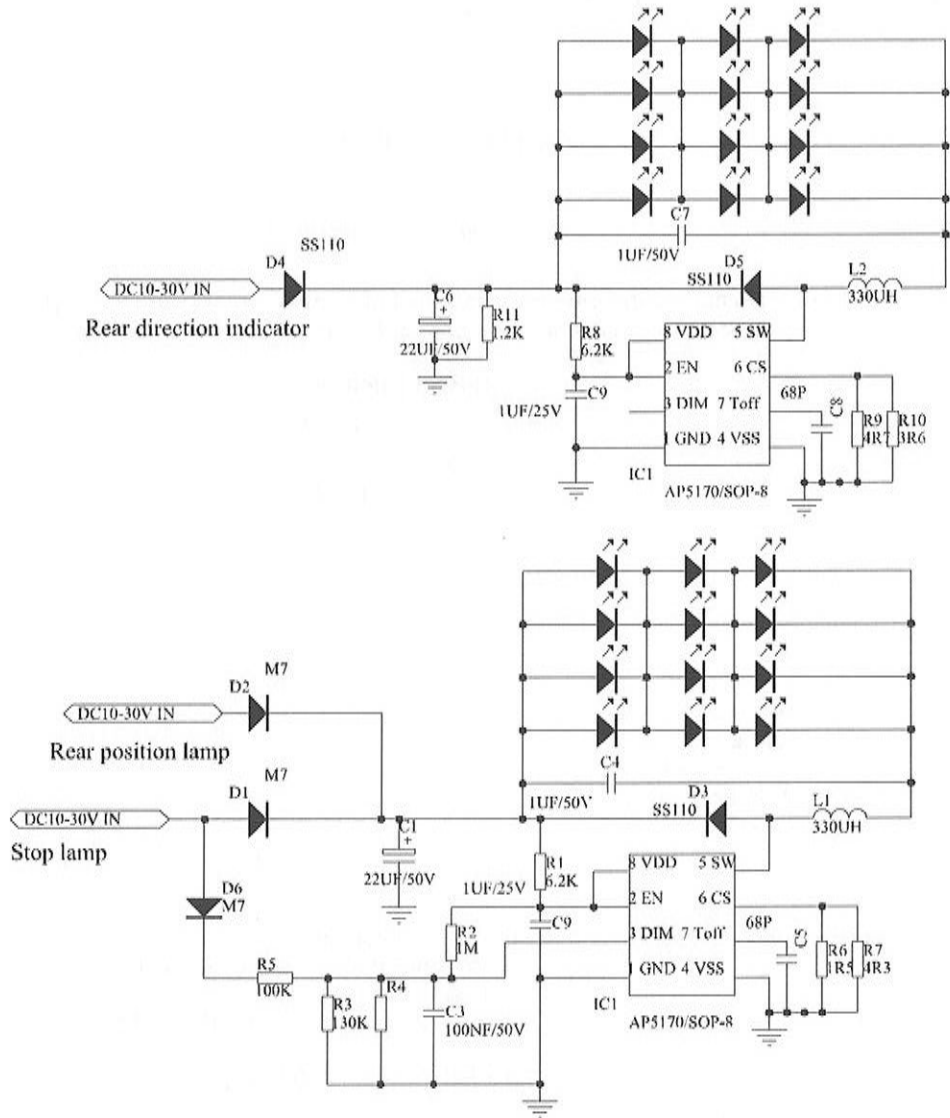 C7
1UF/50V
SS110
D4
DC10-30V IN
Rear direction indicator
C6
+
22UF/50V
R11
1.2K
SS110
D5
L2
330UH
R8
6.2K
8 VDD 5 SW
2 EN 6 CS
3 DIM 7 Toff
1 GND 4 VSS
C9
1UF/25V
68P
C8
R9
4R7
R10
3R6
IC1
AP5170/SOP-8
M7
D2
DC10-30V IN
Rear position lamp
M7
D1
DC10-30V IN
Stop lamp
C4
1UF/50V
D3
SS110
L1
330UH
C1
+
22UF/50V
R1
6.2K
1UF/25V
8 VDD 5 SW
2 EN 6 CS
3 DIM 7 Toff
1 GND 4 VSS
D6
M7
R2
1M
C9
68P
C5
R6
1R5
R7
4R3
R5
100K
R3
130K
R4
C3
100NF/50V
IC1
AP5170/SOP-8